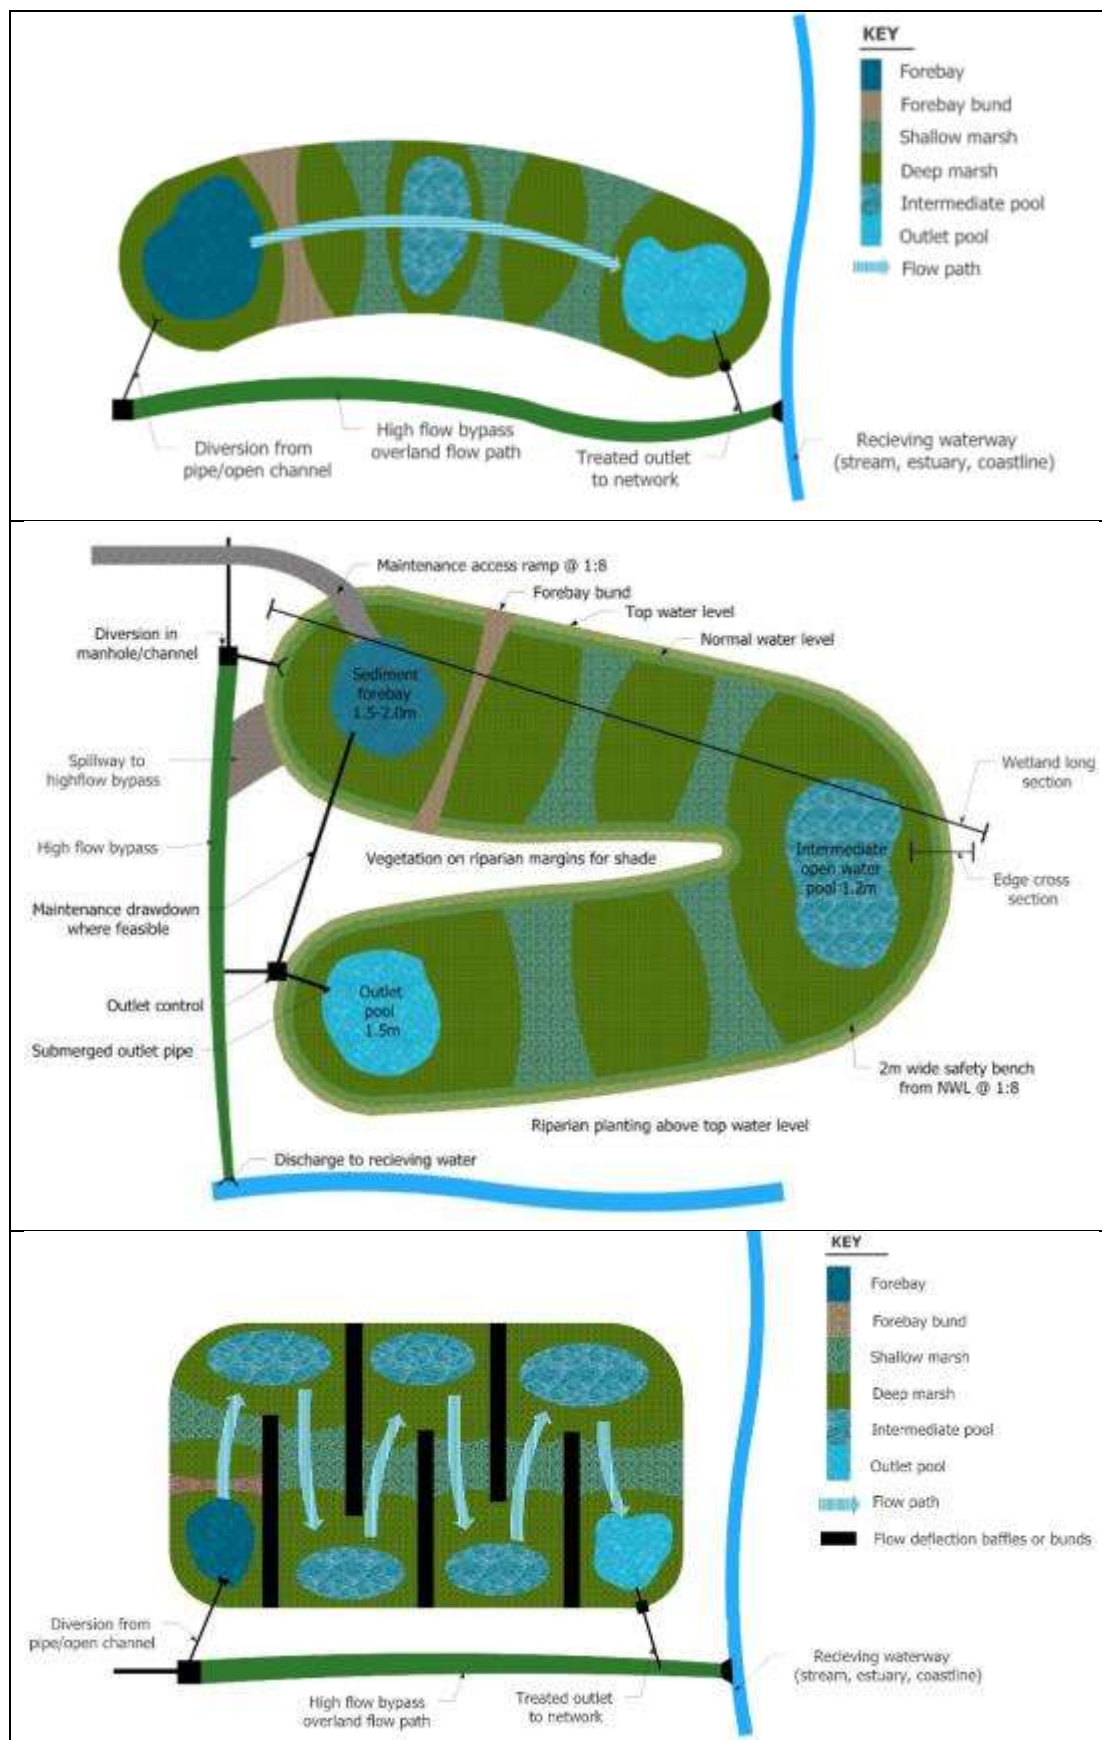 KEY
Forebay
Forebay bund
Shallow marsh
Deep marsh
Intermediate pool
Outlet pool
Flow path
Diversion from
pipe/open channel
High flow bypass
overland flow path
Treated outlet
to network
Recieving waterway
(stream, estuary, coastline)
Maintenance access ramp @ 1:8
Forebay bund
Top water level
Normal water level
Diversion in
manhole/channel
Sediment
forebay
1.5-2.0m
Spillway to
highflow bypass
Wetland long
section
High flow bypass
Vegetation on riparian margins for shade
Intermediate
open water
pool 1.2m
Edge cross
section
Maintenance drawdown
where feasible
Outlet control
Outlet
pool
1.5m
Submerged outlet pipe
2m wide safety bench
from NWL @ 1:8
Riparian planting above top water level
Discharge to recieving water
KEY
Forebay
Forebay bund
Shallow marsh
Deep marsh
Intermediate pool
Outlet pool
Flow path
Flow deflection baffles or bunds
Diversion from
pipe/open channel
High flow bypass
overland flow path
Treated outlet
to network
Recieving waterway
(stream, estuary, coastline)